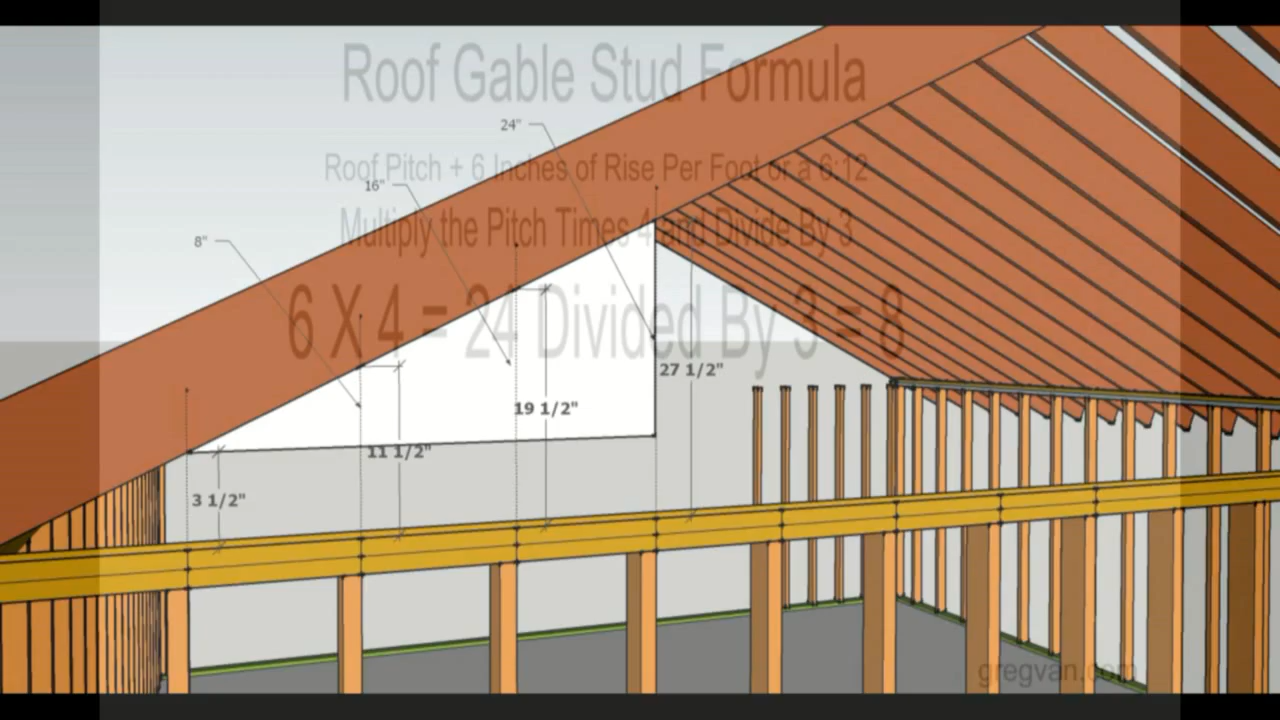 Roof Gable Stud Formula
24"
Roof Pitch + 6 Inches of Rise Per Foot or a 6:12
16"
Multiply the Pitch Times 4 and Divide By 3
8"
6 X 4 = 24 Divided By 3 = 8
27 1/2"
19 1/2"
11 1/2"
3 1/2"
gregvan.com